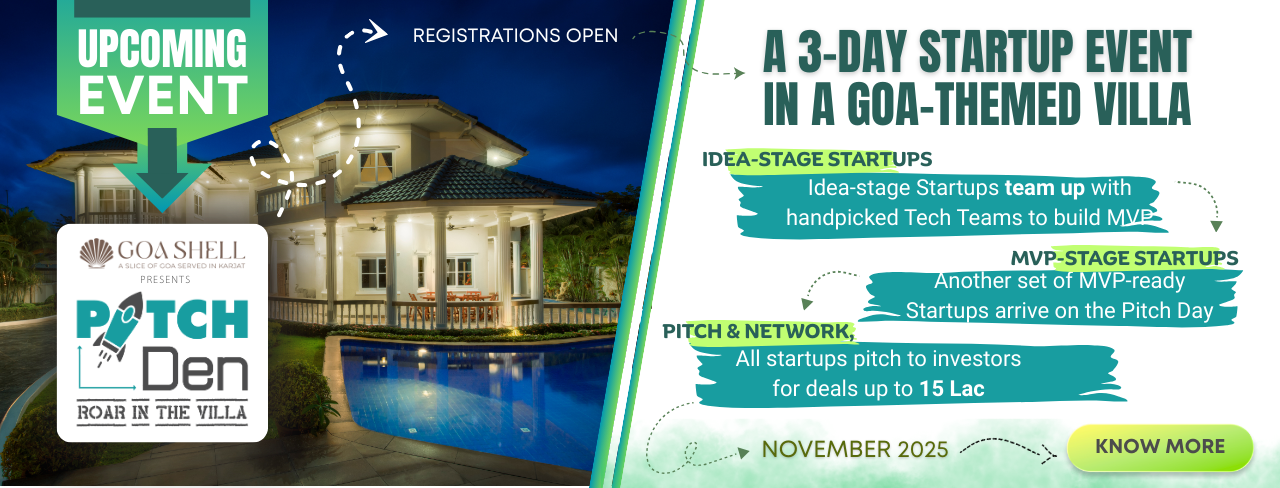 UPCOMING
EVENT
REGISTRATIONS OPEN
GOA SHELL
A SLICE OF GOA SERVED IN KARJAT
PRESENTS
PITCH
Den
ROAR IN THE VILLA
A 3-DAY STARTUP EVENT
IN A GOA-THEMED VILLA
IDEA-STAGE STARTUPS
Idea-stage Startups team up with
handpicked Tech Teams to build MVP
MVP-STAGE STARTUPS
Another set of MVP-ready
Startups arrive on the Pitch Day
PITCH & NETWORK,
All startups pitch to investors
for deals up to 15 Lac
NOVEMBER 2025
KNOW MORE